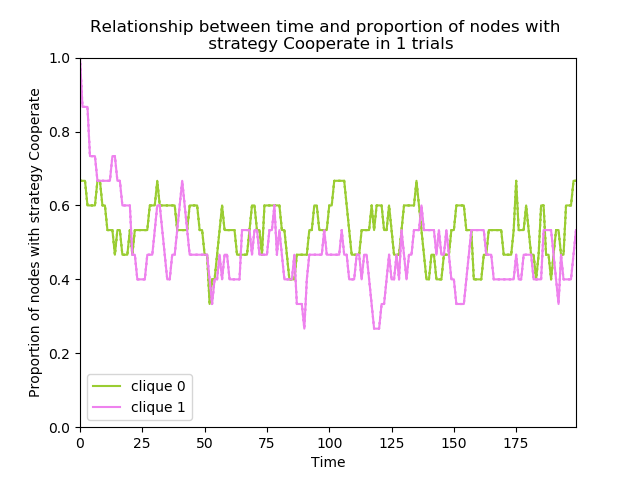 Relationship between time and proportion of nodes with
strategy Cooperate in 1 trials
Proportion of nodes with strategy Cooperate
1.0
0.8
0.6
0.4
0.2
0.0
clique 0
clique 1
0 25 50 75 100 125 150 175
Time